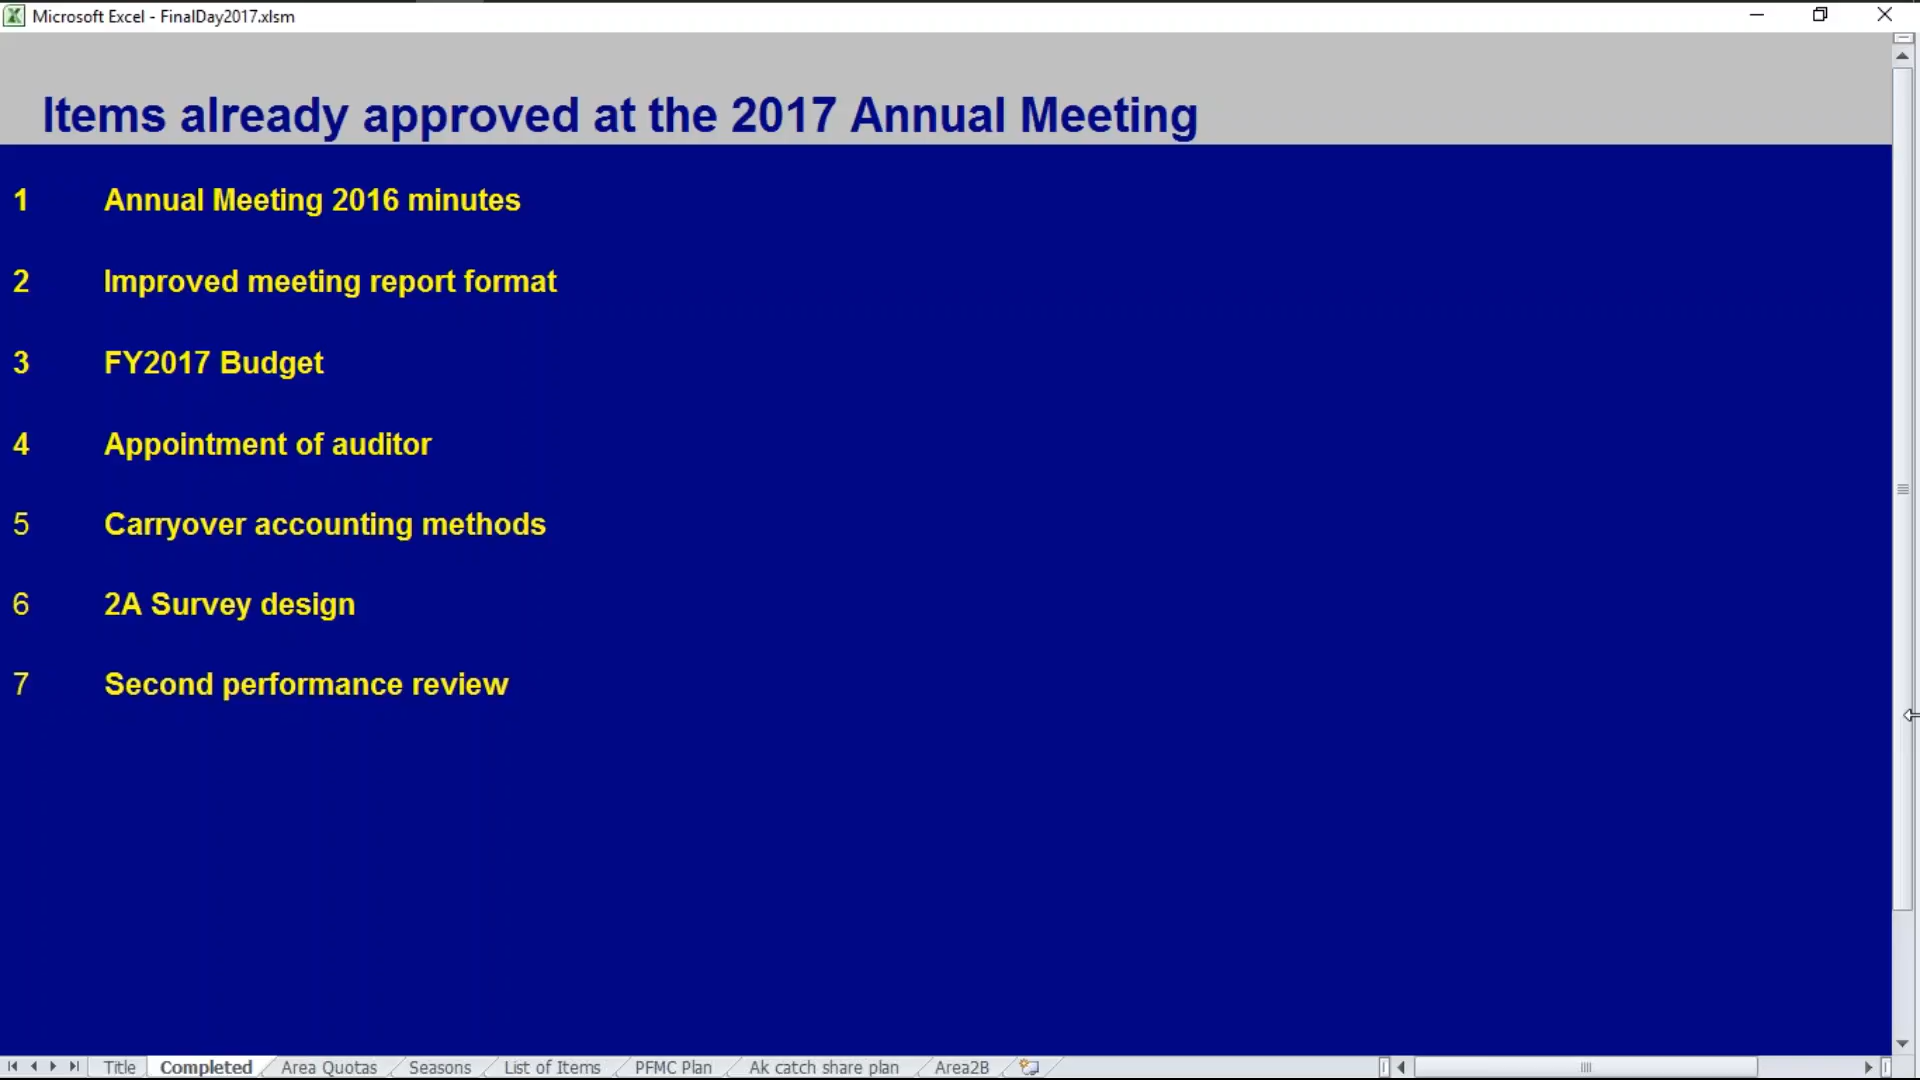 Microsoft Excel - FinalDay2017.xlsm
Items already approved at the 2017 Annual Meeting
1 Annual Meeting 2016 minutes
2 Improved meeting report format
3 FY2017 Budget
4 Appointment of auditor
5 Carryover accounting methods
6 2A Survey design
7 Second performance review
Title Completed Area Quotas Seasons List of Items PFMC Plan Ak catch share plan Area2B